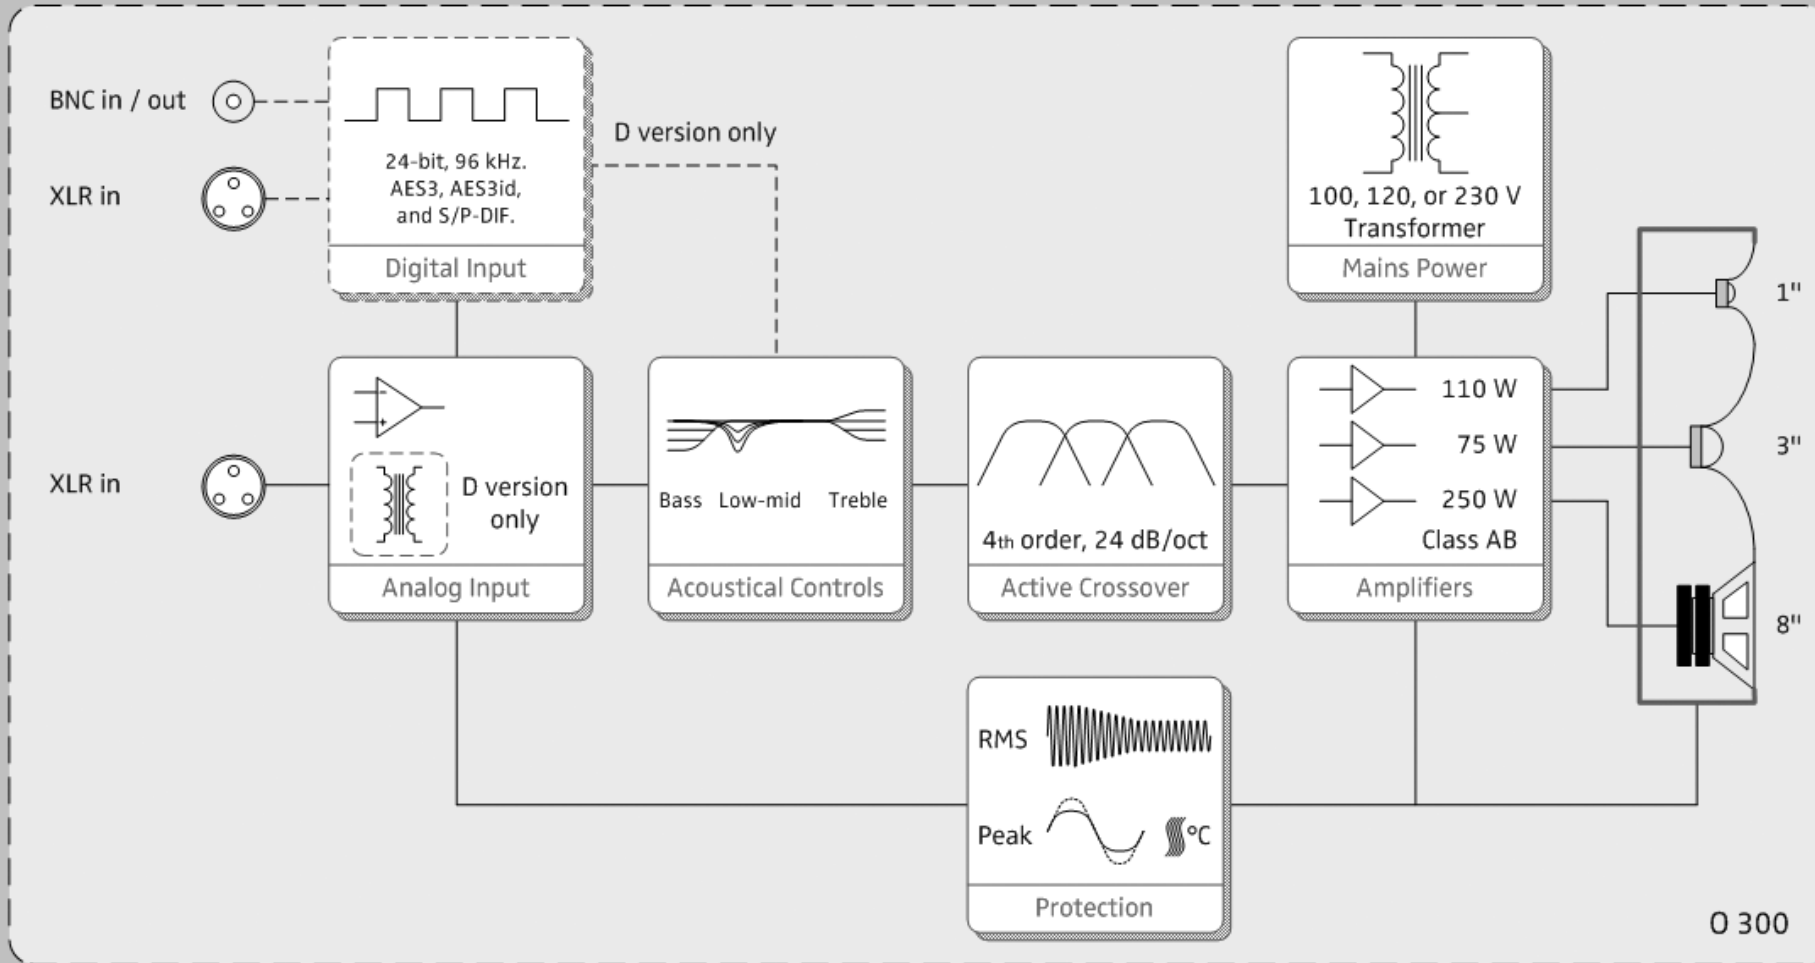 BNC in / out
XLR in
24-bit, 96 kHz.
AES3, AES3id,
and S/P-DIF.
Digital Input
D version only
100, 120, or 230 V
Transformer
Mains Power
1"
3"
8"
XLR in
- +
D version
only
Analog Input
Bass Low-mid Treble
Acoustical Controls
4th order, 24 dB/oct
Active Crossover
110 W
75 W
250 W
Class AB
Amplifiers
RMS
Peak °C
Protection
O 300